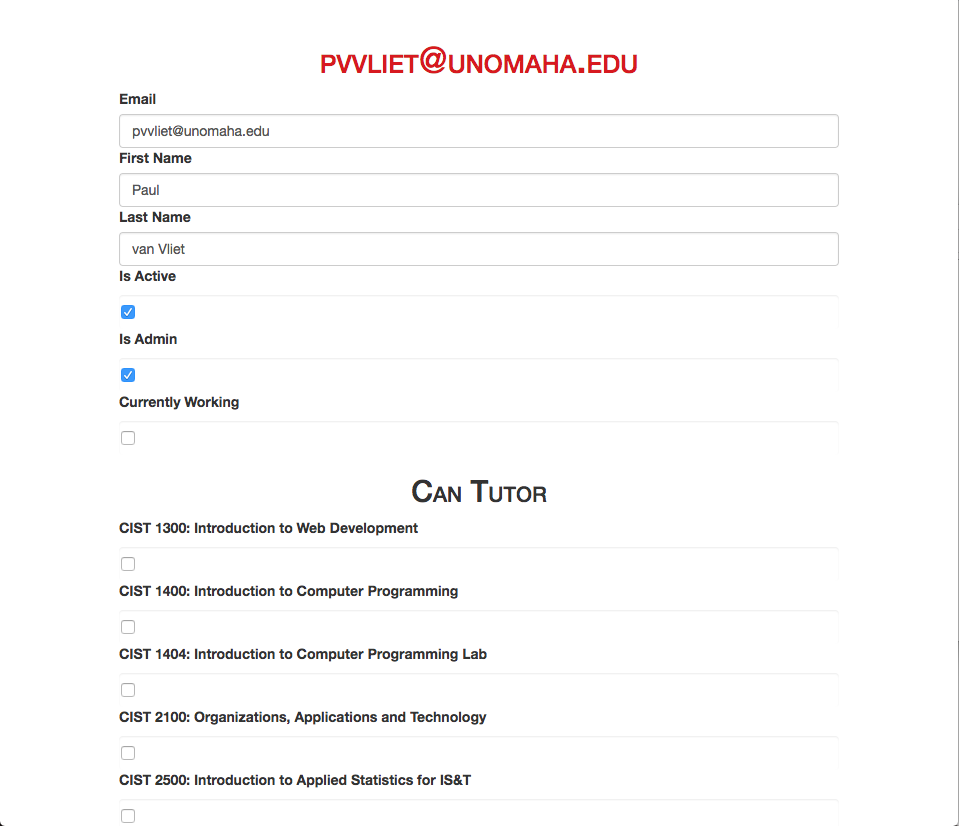 PVVLIET@UNOMAHA.EDU
Email
pvvliet@unomaha.edu
First Name
Paul
Last Name
van Vliet
Is Active
Is Admin
Currently Working
Can Tutor
CIST 1300: Introduction to Web Development
CIST 1400: Introduction to Computer Programming
CIST 1404: Introduction to Computer Programming Lab
CIST 2100: Organizations, Applications and Technology
CIST 2500: Introduction to Applied Statistics for IS&T